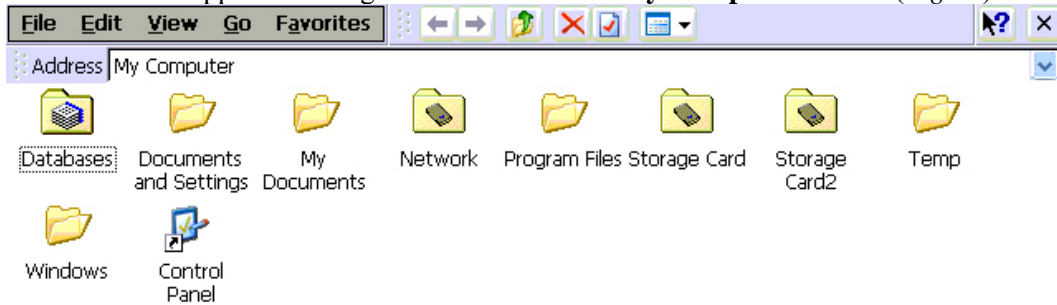 File Edit View Go Favorites
Address My Computer
Databases Documents and Settings My Documents Network Program Files Storage Card Storage Card2 Temp
Windows Control Panel